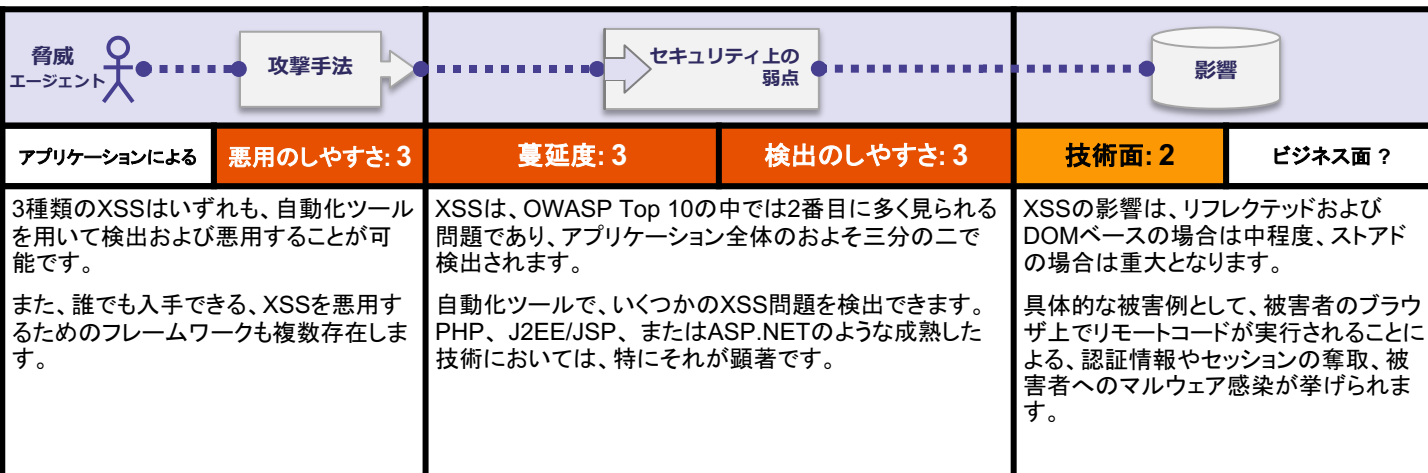 脅威
エージェント
攻撃手法
セキュリティ上の
弱点
影響
アプリケーションによる
悪用のしやすさ: 3
蔓延度: 3
検出のしやすさ: 3
技術面: 2
ビジネス面 ?
3種類のXSSはいずれも、自動化ツール
を用いて検出および悪用することが可
能です。
また、誰でも入手できる、XSSを悪用す
るためのフレームワークも複数存在しま
す。
XSSは、OWASP Top 10の中では2番目に多く見られる
問題であり、アプリケーション全体のおよそ三分の二で
検出されます。
自動化ツールで、いくつかのXSS問題を検出できます。
PHP、J2EE/JSP、またはASP.NETのような成熟した
技術においては、特にそれが顕著です。
XSSの影響は、リフレクテッドおよび
DOMベースの場合は中程度、ストアド
の場合は重大となります。
具体的な被害例として、被害者のブラウ
ザ上でリモートコードが実行されることに
よる、認証情報やセッションの奪取、被
害者へのマルウェア感染が挙げられま
す。